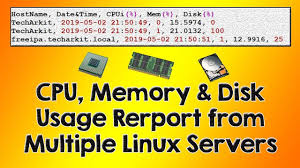 HostName, Date&Time, CPU(%), Mem(%), Disk(%)
TechArkit, 2019-05-02 21:50:49, 0, 15.5974, 0
TechArkit, 2019-05-02 21:50:49, 1, 21.0132, 100
freeipa.techarkit.local, 2019-05-02 21:50:51, 1, 12.9916, 25
CPU, Memory & Disk
Usage Rerport from
Multiple Linux Servers